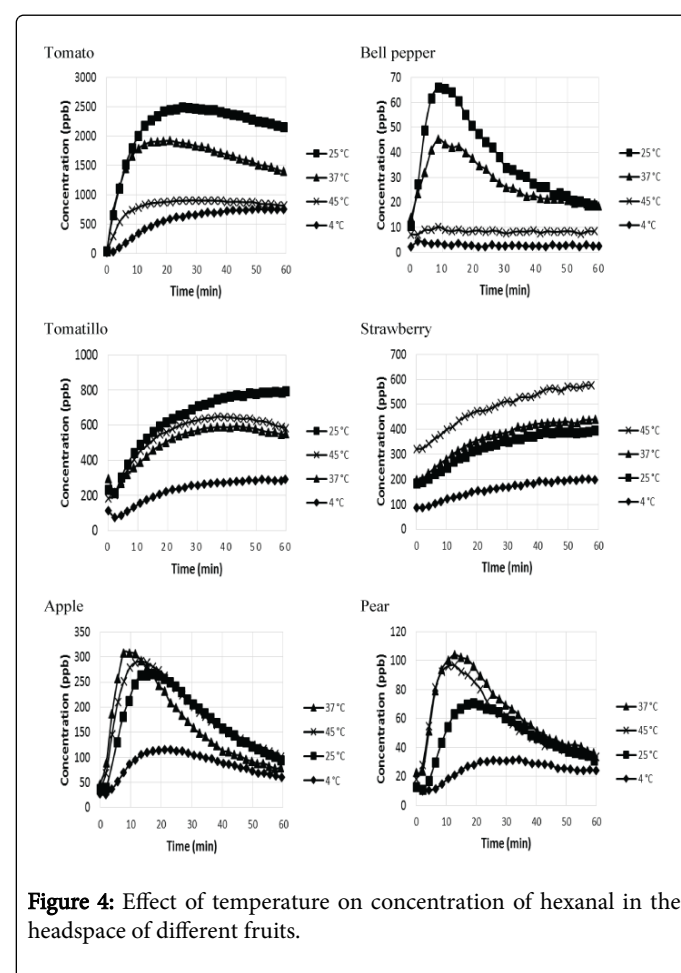 Tomato
Concentration (ppb)
3000
2500
2000
1500
1000
500
0
0 10 20 30 40 50 60
Time (min)
25°C
37°C
45°C
4°C
Bell pepper
Concentration (ppb)
70
60
50
40
30
20
10
0
0 10 20 30 40 50 60
Time (min)
25°C
37°C
45°C
4°C
Tomatillo
Concentration (ppb)
1000
800
600
400
200
0
0 10 20 30 40 50 60
Time (min)
25°C
45°C
37°C
4°C
Strawberry
Concentration (ppb)
700
600
500
400
300
200
100
0
0 10 20 30 40 50 60
Time (min)
45°C
37°C
25°C
4°C
Apple
Concentration (ppb)
350
300
250
200
150
100
50
0
0 10 20 30 40 50 60
Time (min)
37°C
45°C
25°C
4°C
Pear
Concentration (ppb)
120
100
80
60
40
20
0
0 10 20 30 40 50 60
Time (min)
37°C
45°C
25°C
4°C
Figure 4: Effect of temperature on concentration of hexanal in the
headspace of different fruits.